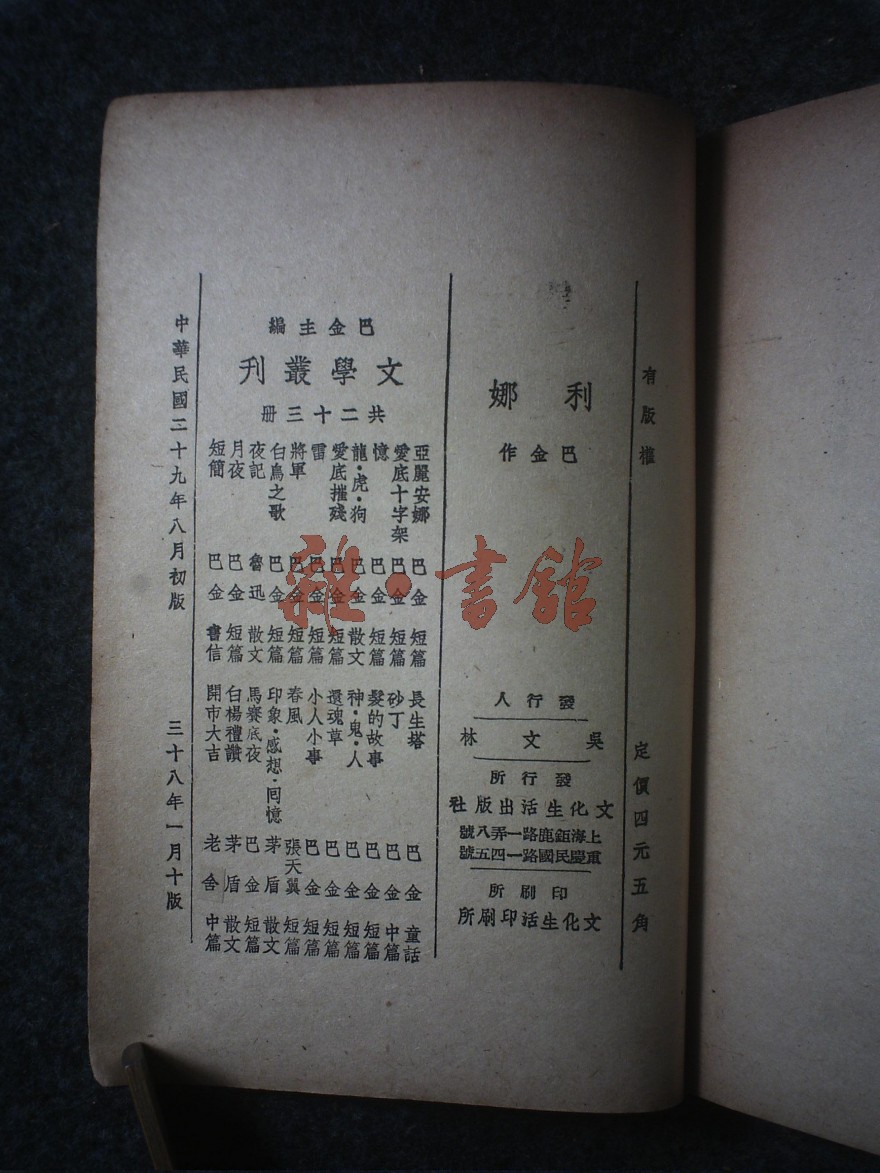 有版權
定價四元五角
利娜
巴金作
發行人
吳文林
發行所
文化生活出版社
上海鉅鹿路一弄八號
重慶民國路一四五號
印刷所
文化生活印刷所
巴金主編
文學叢刊
共二十三册
亞麗安娜 巴金 短篇
愛底十字架 巴金 短篇
憶 巴金 短篇
龍·虎·狗 巴金 散文
愛底摧殘 巴金 短篇
雷 巴金 短篇
將軍 巴金 短篇
白鳥之歌 巴金 短篇
夜記 魯迅 散文
月夜 巴金 短篇
短簡 巴金 書信
長生塔 巴金 童話
砂丁 巴金 中篇
髮的故事 巴金 短篇
神·鬼·人 巴金 短篇
還魂草 巴金 短篇
小人小事 巴金 短篇
春風 張天翼 短篇
印象·感想·回憶 茅盾 散文
馬賽底夜 巴金 短篇
白楊禮讚 茅盾 散文
開市大吉 老舍 中篇
中華民國二十九年八月初版
三十八年一月十版
雜·書館